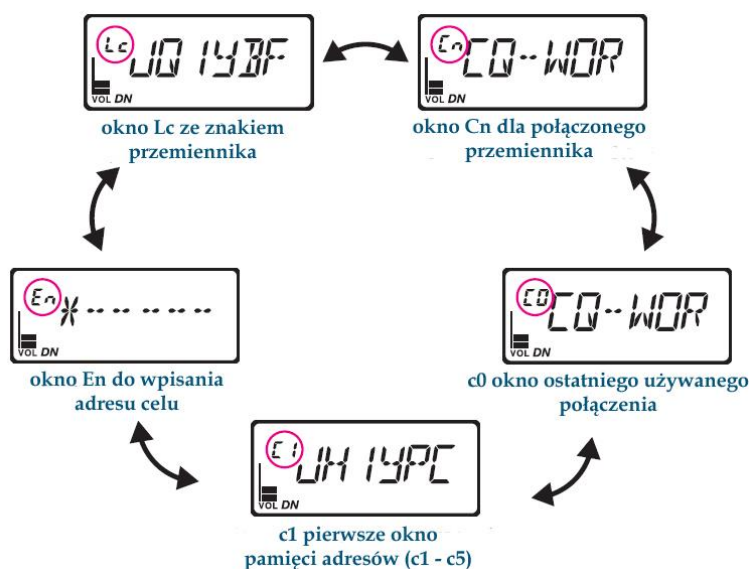 Lc JQ1YBF
VOL DN
okno Lc ze znakiem
przemiennika
Cn CQ-WOR
VOL DN
okno Cn dla połączonego
przemiennika
En *- - - - - -
VOL DN
okno En do wpisania
adresu celu
C0 CQ-WOR
VOL DN
c0 okno ostatniego używanego
połączenia
C1 JH1YPC
VOL DN
c1 pierwsze okno
pamięci adresów (c1 - c5)